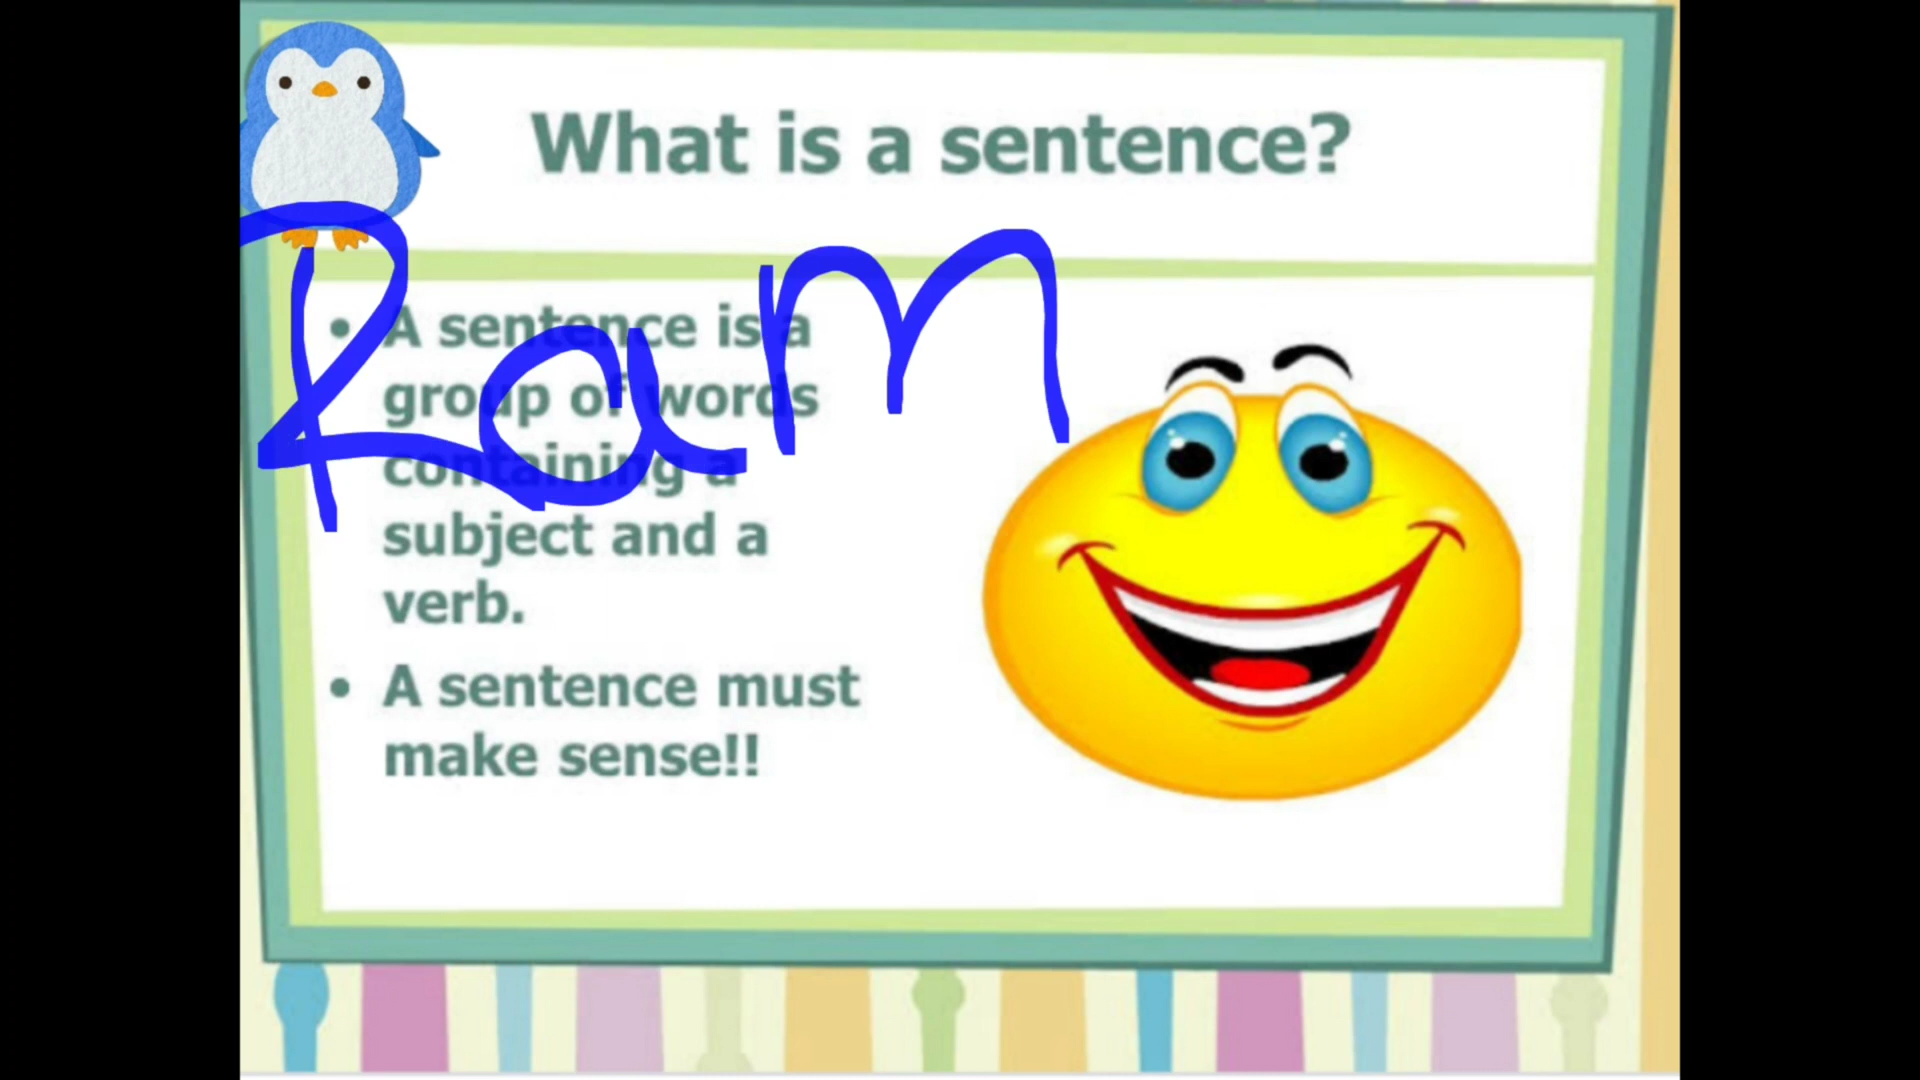 What is a sentence?
Ram
• A sentence is a
group of words
containing a
subject and a
verb.
• A sentence must
make sense!!